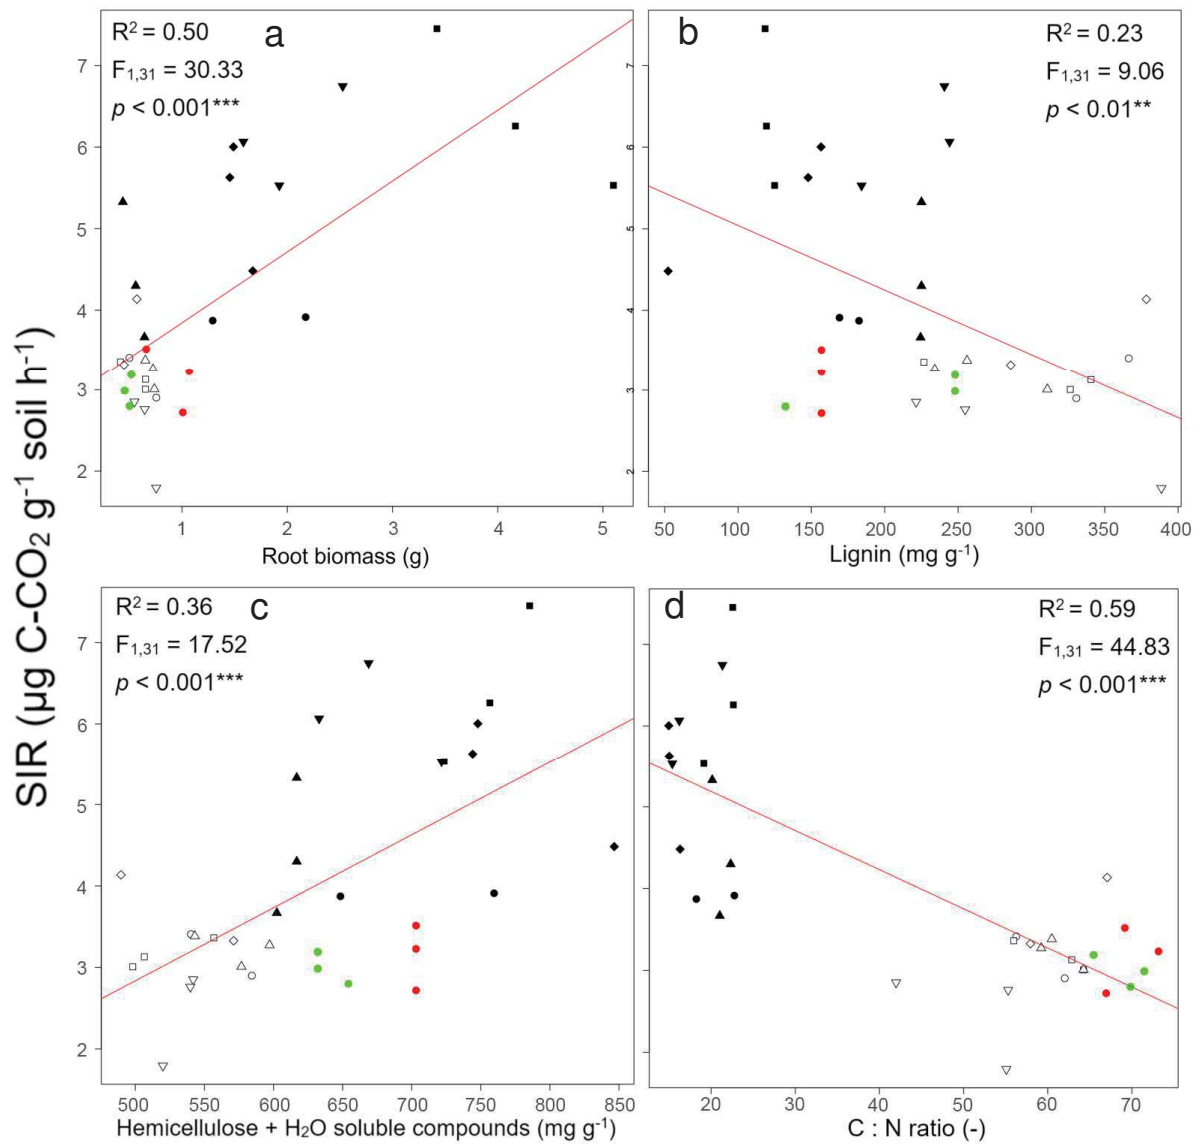 SIR (µg C-CO₂ g⁻¹ soil h⁻¹)
a
R² = 0.50
F₁,₃₁ = 30.33
p < 0.001***
7
6
5
4
3
2
1 2 3 4 5
Root biomass (g)
b
R² = 0.23
F₁,₃₁ = 9.06
p < 0.01**
7
6
5
4
3
2
50 100 150 200 250 300 350 400
Lignin (mg g⁻¹)
c
R² = 0.36
F₁,₃₁ = 17.52
p < 0.001***
7
6
5
4
3
2
500 550 600 650 700 750 800 850
Hemicellulose + H₂O soluble compounds (mg g⁻¹)
d
R² = 0.59
F₁,₃₁ = 44.83
p < 0.001***
20 30 40 50 60 70
C : N ratio (-)